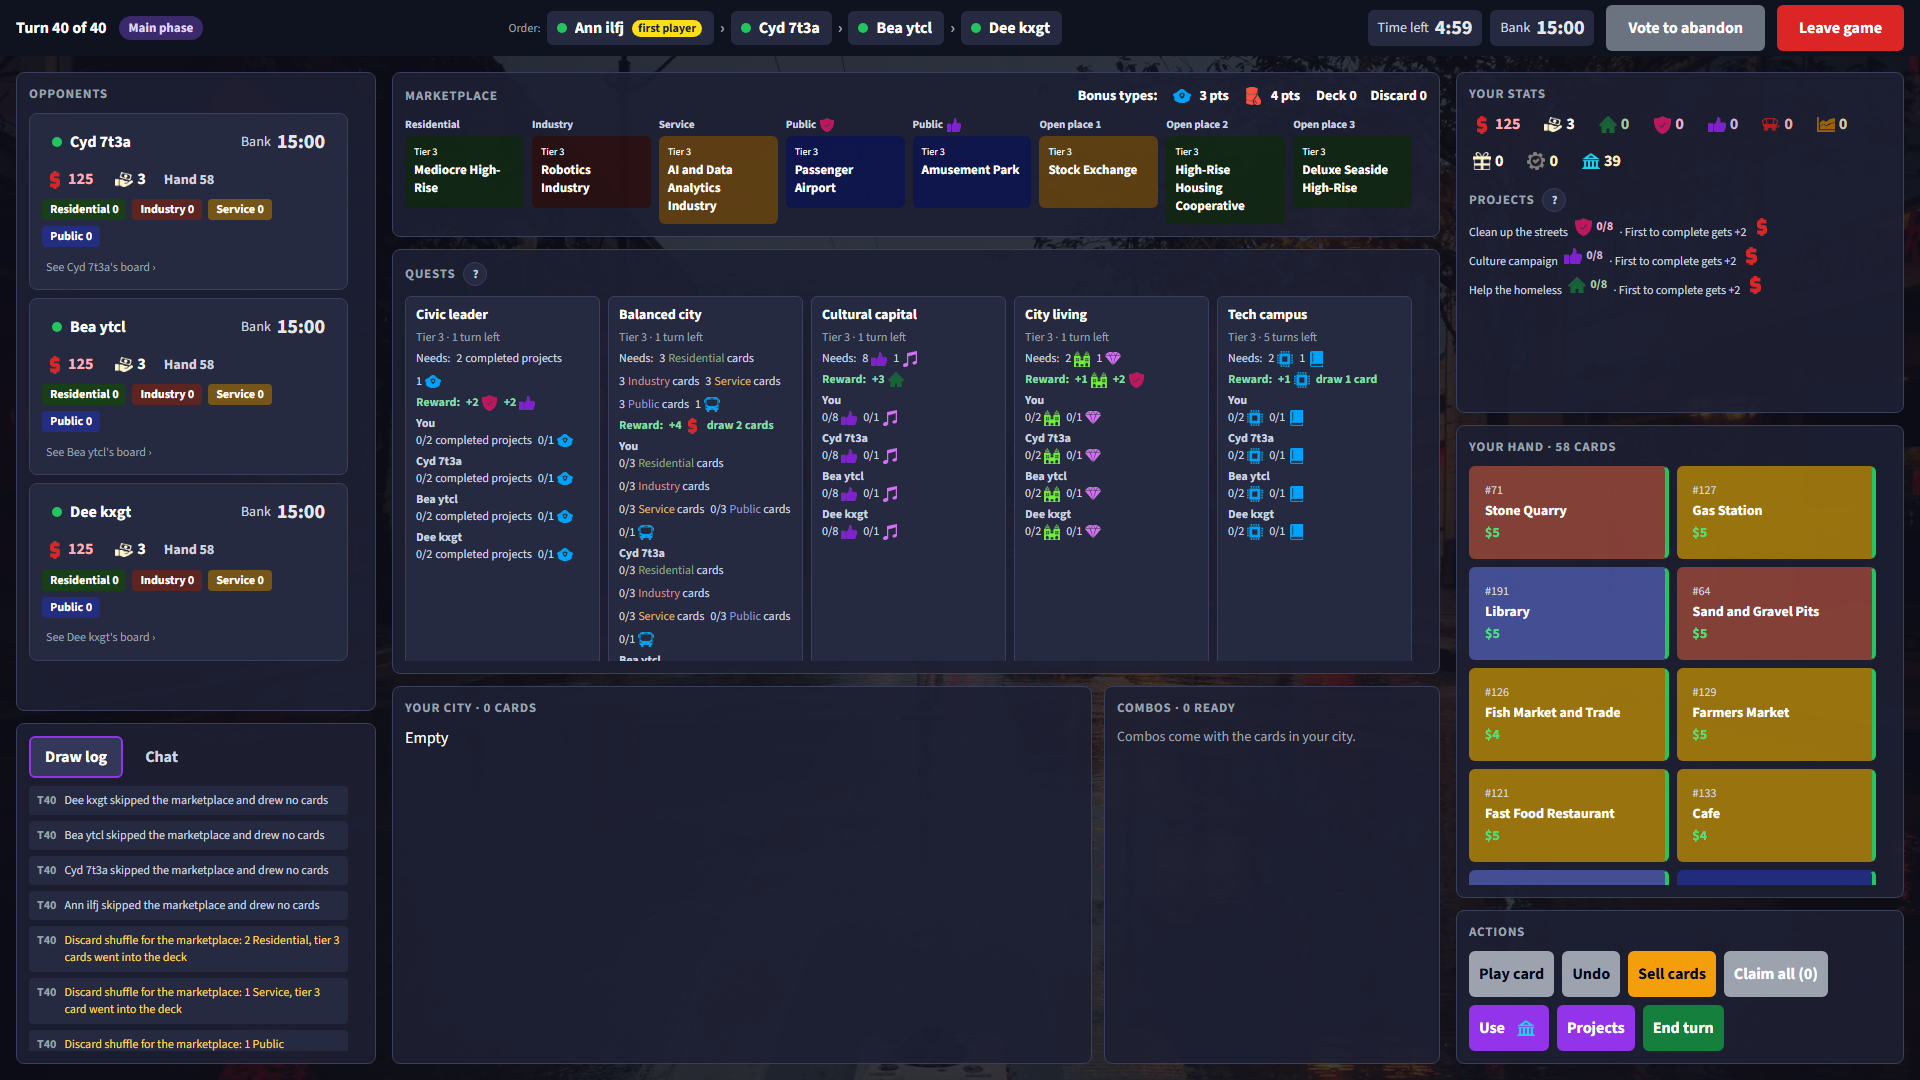 Turn 40 of 40 Main phase
Order: Ann ilfj first player › Cyd 7t3a › Bea ytcl › Dee kxgt
Time left 4:59 Bank 15:00 Vote to abandon Leave game
OPPONENTS
Cyd 7t3a Bank 15:00
125 3 Hand 58
Residential 0 Industry 0 Service 0
Public 0
See Cyd 7t3a's board ›
Bea ytcl Bank 15:00
125 3 Hand 58
Residential 0 Industry 0 Service 0
Public 0
See Bea ytcl's board ›
Dee kxgt Bank 15:00
125 3 Hand 58
Residential 0 Industry 0 Service 0
Public 0
See Dee kxgt's board ›
Draw log Chat
T40 Dee kxgt skipped the marketplace and drew no cards
T40 Bea ytcl skipped the marketplace and drew no cards
T40 Cyd 7t3a skipped the marketplace and drew no cards
T40 Ann ilfj skipped the marketplace and drew no cards
T40 Discard shuffle for the marketplace: 2 Residential, tier 3
cards went into the deck
T40 Discard shuffle for the marketplace: 1 Service, tier 3
card went into the deck
T40 Discard shuffle for the marketplace: 1 Public
MARKETPLACE
Bonus types: 3 pts 4 pts Deck 0 Discard 0
Residential
Tier 3
Mediocre High-
Rise
Industry
Tier 3
Robotics
Industry
Service
Tier 3
AI and Data
Analytics
Industry
Public
Tier 3
Passenger
Airport
Public
Tier 3
Amusement Park
Open place 1
Tier 3
Stock Exchange
Open place 2
Tier 3
High-Rise
Housing
Cooperative
Open place 3
Tier 3
Deluxe Seaside
High-Rise
QUESTS ?
Civic leader
Tier 3 · 1 turn left
Needs: 2 completed projects
1
Reward: +2 +2
You
0/2 completed projects 0/1
Cyd 7t3a
0/2 completed projects 0/1
Bea ytcl
0/2 completed projects 0/1
Dee kxgt
0/2 completed projects 0/1
Balanced city
Tier 3 · 1 turn left
Needs: 3 Residential cards
3 Industry cards 3 Service cards
3 Public cards 1
Reward: +4 draw 2 cards
You
0/3 Residential cards
0/3 Industry cards
0/3 Service cards 0/3 Public cards
0/1
Cyd 7t3a
0/3 Residential cards
0/3 Industry cards
0/3 Service cards 0/3 Public cards
0/1
Bea ytcl
Cultural capital
Tier 3 · 1 turn left
Needs: 8 1
Reward: +3
You
0/8 0/1
Cyd 7t3a
0/8 0/1
Bea ytcl
0/8 0/1
Dee kxgt
0/8 0/1
City living
Tier 3 · 1 turn left
Needs: 2 1
Reward: +1 +2
You
0/2 0/1
Cyd 7t3a
0/2 0/1
Bea ytcl
0/2 0/1
Dee kxgt
0/2 0/1
Tech campus
Tier 3 · 5 turns left
Needs: 2 1
Reward: +1 draw 1 card
You
0/2 0/1
Cyd 7t3a
0/2 0/1
Bea ytcl
0/2 0/1
Dee kxgt
0/2 0/1
YOUR CITY · 0 CARDS
Empty
COMBOS · 0 READY
Combos come with the cards in your city.
YOUR STATS
125 3 0 0 0 0 0
0 0 39
PROJECTS ?
Clean up the streets 0/8 · First to complete gets +2
Culture campaign 0/8 · First to complete gets +2
Help the homeless 0/8 · First to complete gets +2
YOUR HAND · 58 CARDS
#71
Stone Quarry
$5
#127
Gas Station
$5
#191
Library
$5
#64
Sand and Gravel Pits
$5
#126
Fish Market and Trade
$4
#129
Farmers Market
$5
#121
Fast Food Restaurant
$5
#133
Cafe
$4
ACTIONS
Play card Undo Sell cards Claim all (0)
Use Projects End turn